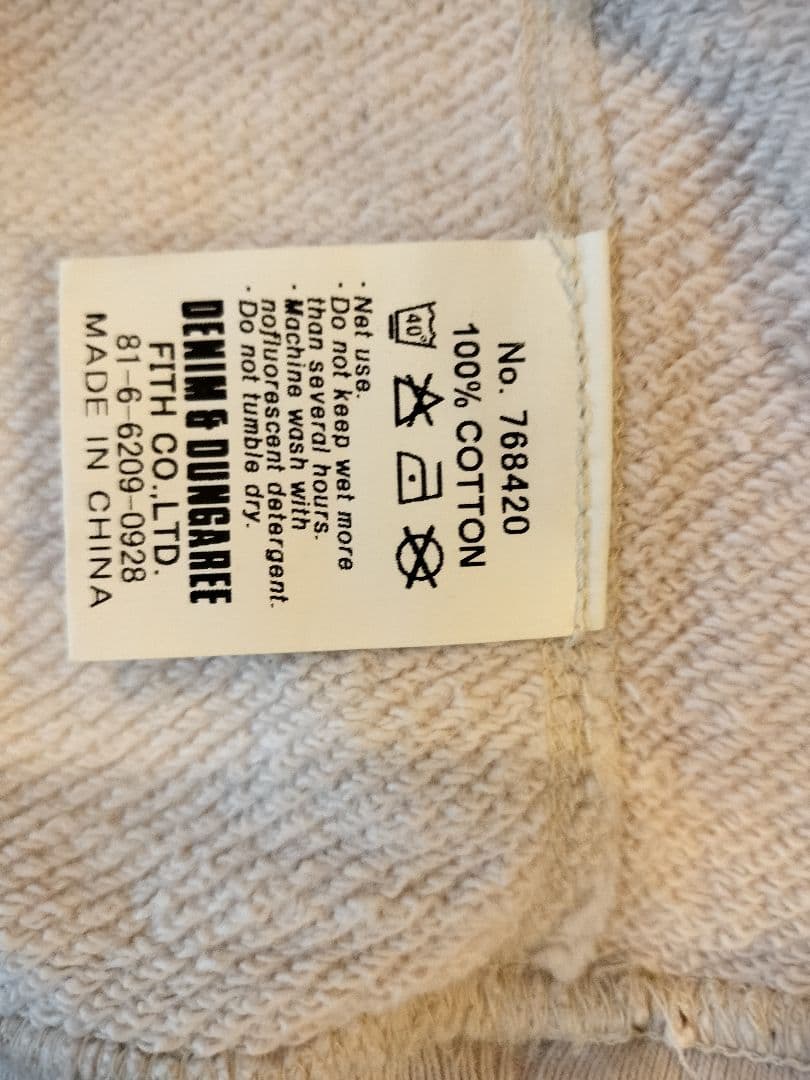 No. 768420
100% COTTON
40
· Net use.
· Do not keep wet more
than several hours.
· Machine wash with
nofluorescent detergent.
· Do not tumble dry.
DENIM & DUNGAREE
FITH CO.,LTD.
81-6-6209-0928
MADE IN CHINA